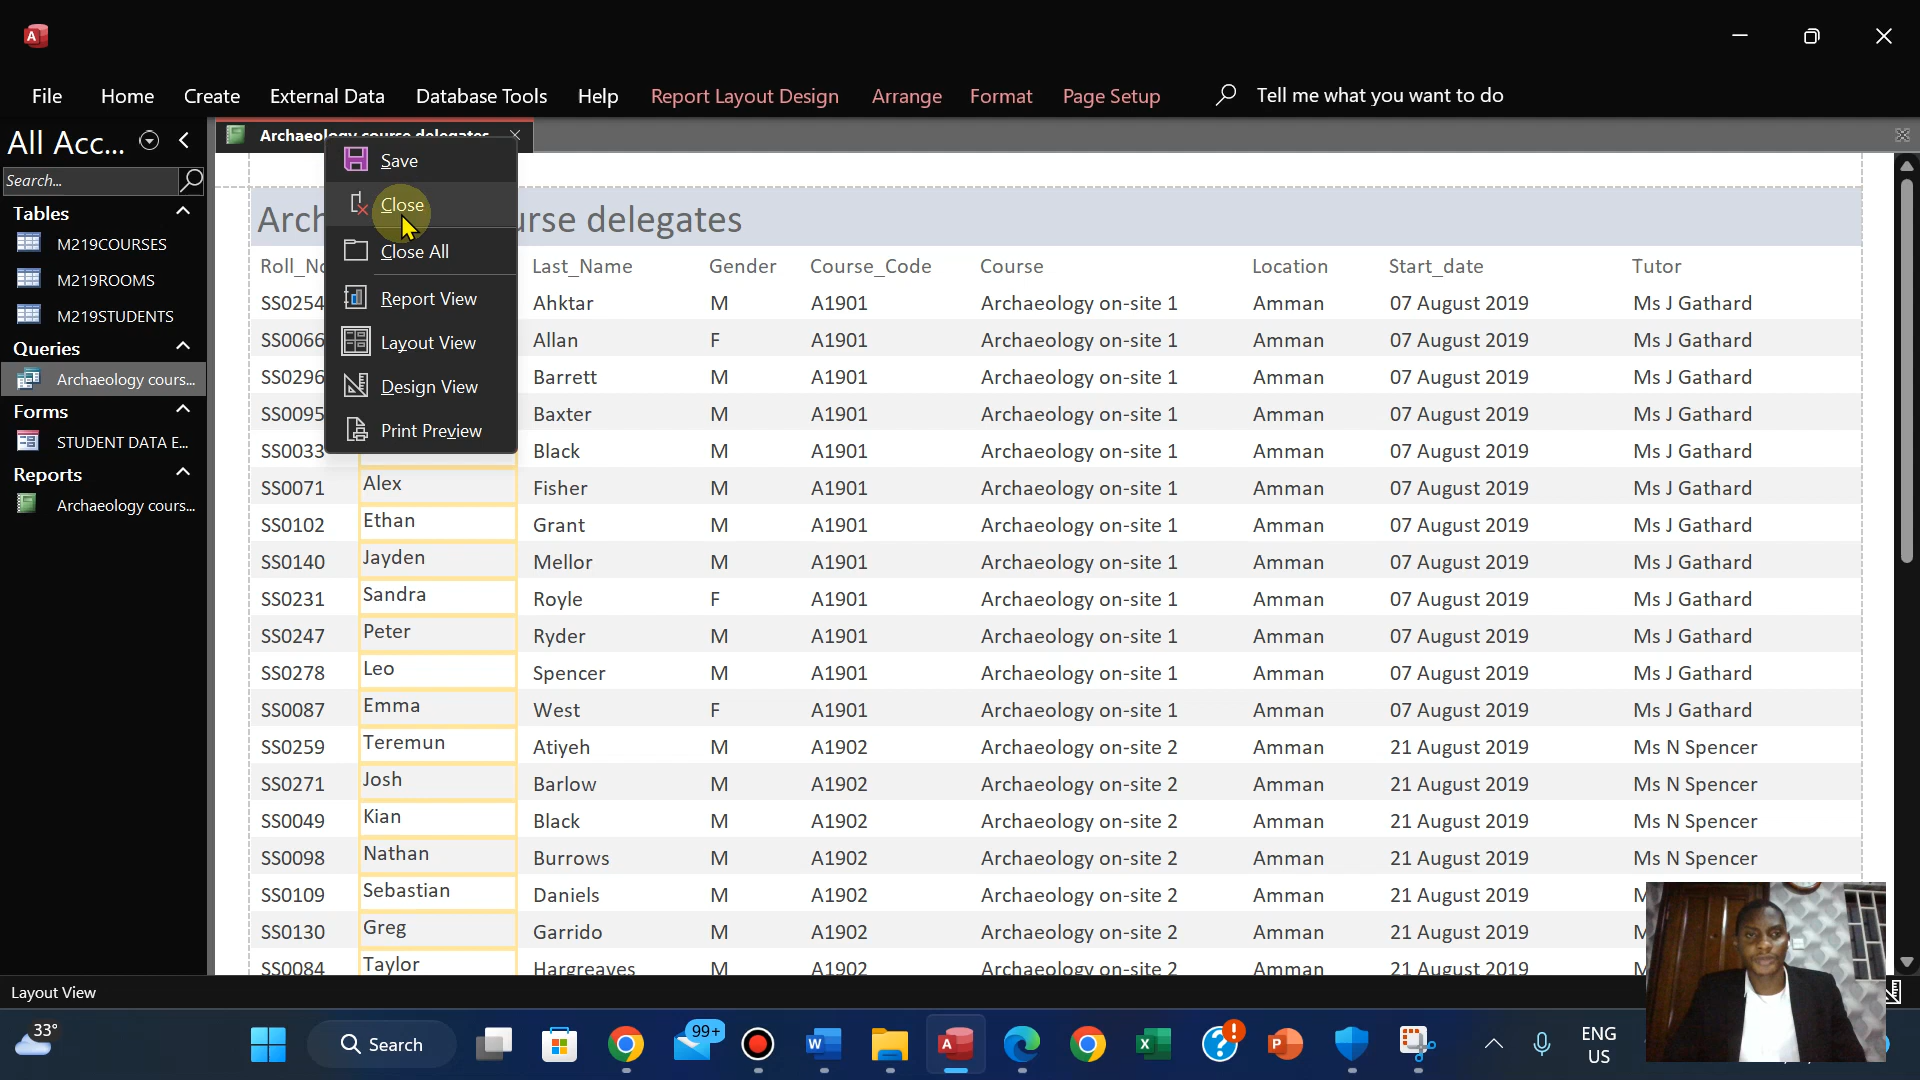 File Home Create External Data Database Tools Help Report Layout Design Arrange Format Page Setup Tell me what you want to do
All Acc...
Search...
Tables
M219COURSES
M219ROOMS
M219STUDENTS
Queries
Archaeology cours...
Forms
STUDENT DATA E...
Reports
Archaeology cours...
Archaeology course delegates
Save
Close
Close All
Report View
Layout View
Design View
Print Preview
Arch urse delegates
Roll_No Last_Name Gender Course_Code Course Location Start_date Tutor
SS0254 Ahktar M A1901 Archaeology on-site 1 Amman 07 August 2019 Ms J Gathard
SS0066 Allan F A1901 Archaeology on-site 1 Amman 07 August 2019 Ms J Gathard
SS0296 Barrett M A1901 Archaeology on-site 1 Amman 07 August 2019 Ms J Gathard
SS0095 Baxter M A1901 Archaeology on-site 1 Amman 07 August 2019 Ms J Gathard
SS0033 Black M A1901 Archaeology on-site 1 Amman 07 August 2019 Ms J Gathard
SS0071 Alex Fisher M A1901 Archaeology on-site 1 Amman 07 August 2019 Ms J Gathard
SS0102 Ethan Grant M A1901 Archaeology on-site 1 Amman 07 August 2019 Ms J Gathard
SS0140 Jayden Mellor M A1901 Archaeology on-site 1 Amman 07 August 2019 Ms J Gathard
SS0231 Sandra Royle F A1901 Archaeology on-site 1 Amman 07 August 2019 Ms J Gathard
SS0247 Peter Ryder M A1901 Archaeology on-site 1 Amman 07 August 2019 Ms J Gathard
SS0278 Leo Spencer M A1901 Archaeology on-site 1 Amman 07 August 2019 Ms J Gathard
SS0087 Emma West F A1901 Archaeology on-site 1 Amman 07 August 2019 Ms J Gathard
SS0259 Teremun Atiyeh M A1902 Archaeology on-site 2 Amman 21 August 2019 Ms N Spencer
SS0271 Josh Barlow M A1902 Archaeology on-site 2 Amman 21 August 2019 Ms N Spencer
SS0049 Kian Black M A1902 Archaeology on-site 2 Amman 21 August 2019 Ms N Spencer
SS0098 Nathan Burrows M A1902 Archaeology on-site 2 Amman 21 August 2019 Ms N Spencer
SS0109 Sebastian Daniels M A1902 Archaeology on-site 2 Amman 21 August 2019
SS0130 Greg Garrido M A1902 Archaeology on-site 2 Amman 21 August 2019
SS0084 Taylor Hargreaves M A1902 Archaeology on-site 2 Amman 21 August 2019
Layout View
33° Search 99+ ENG
US